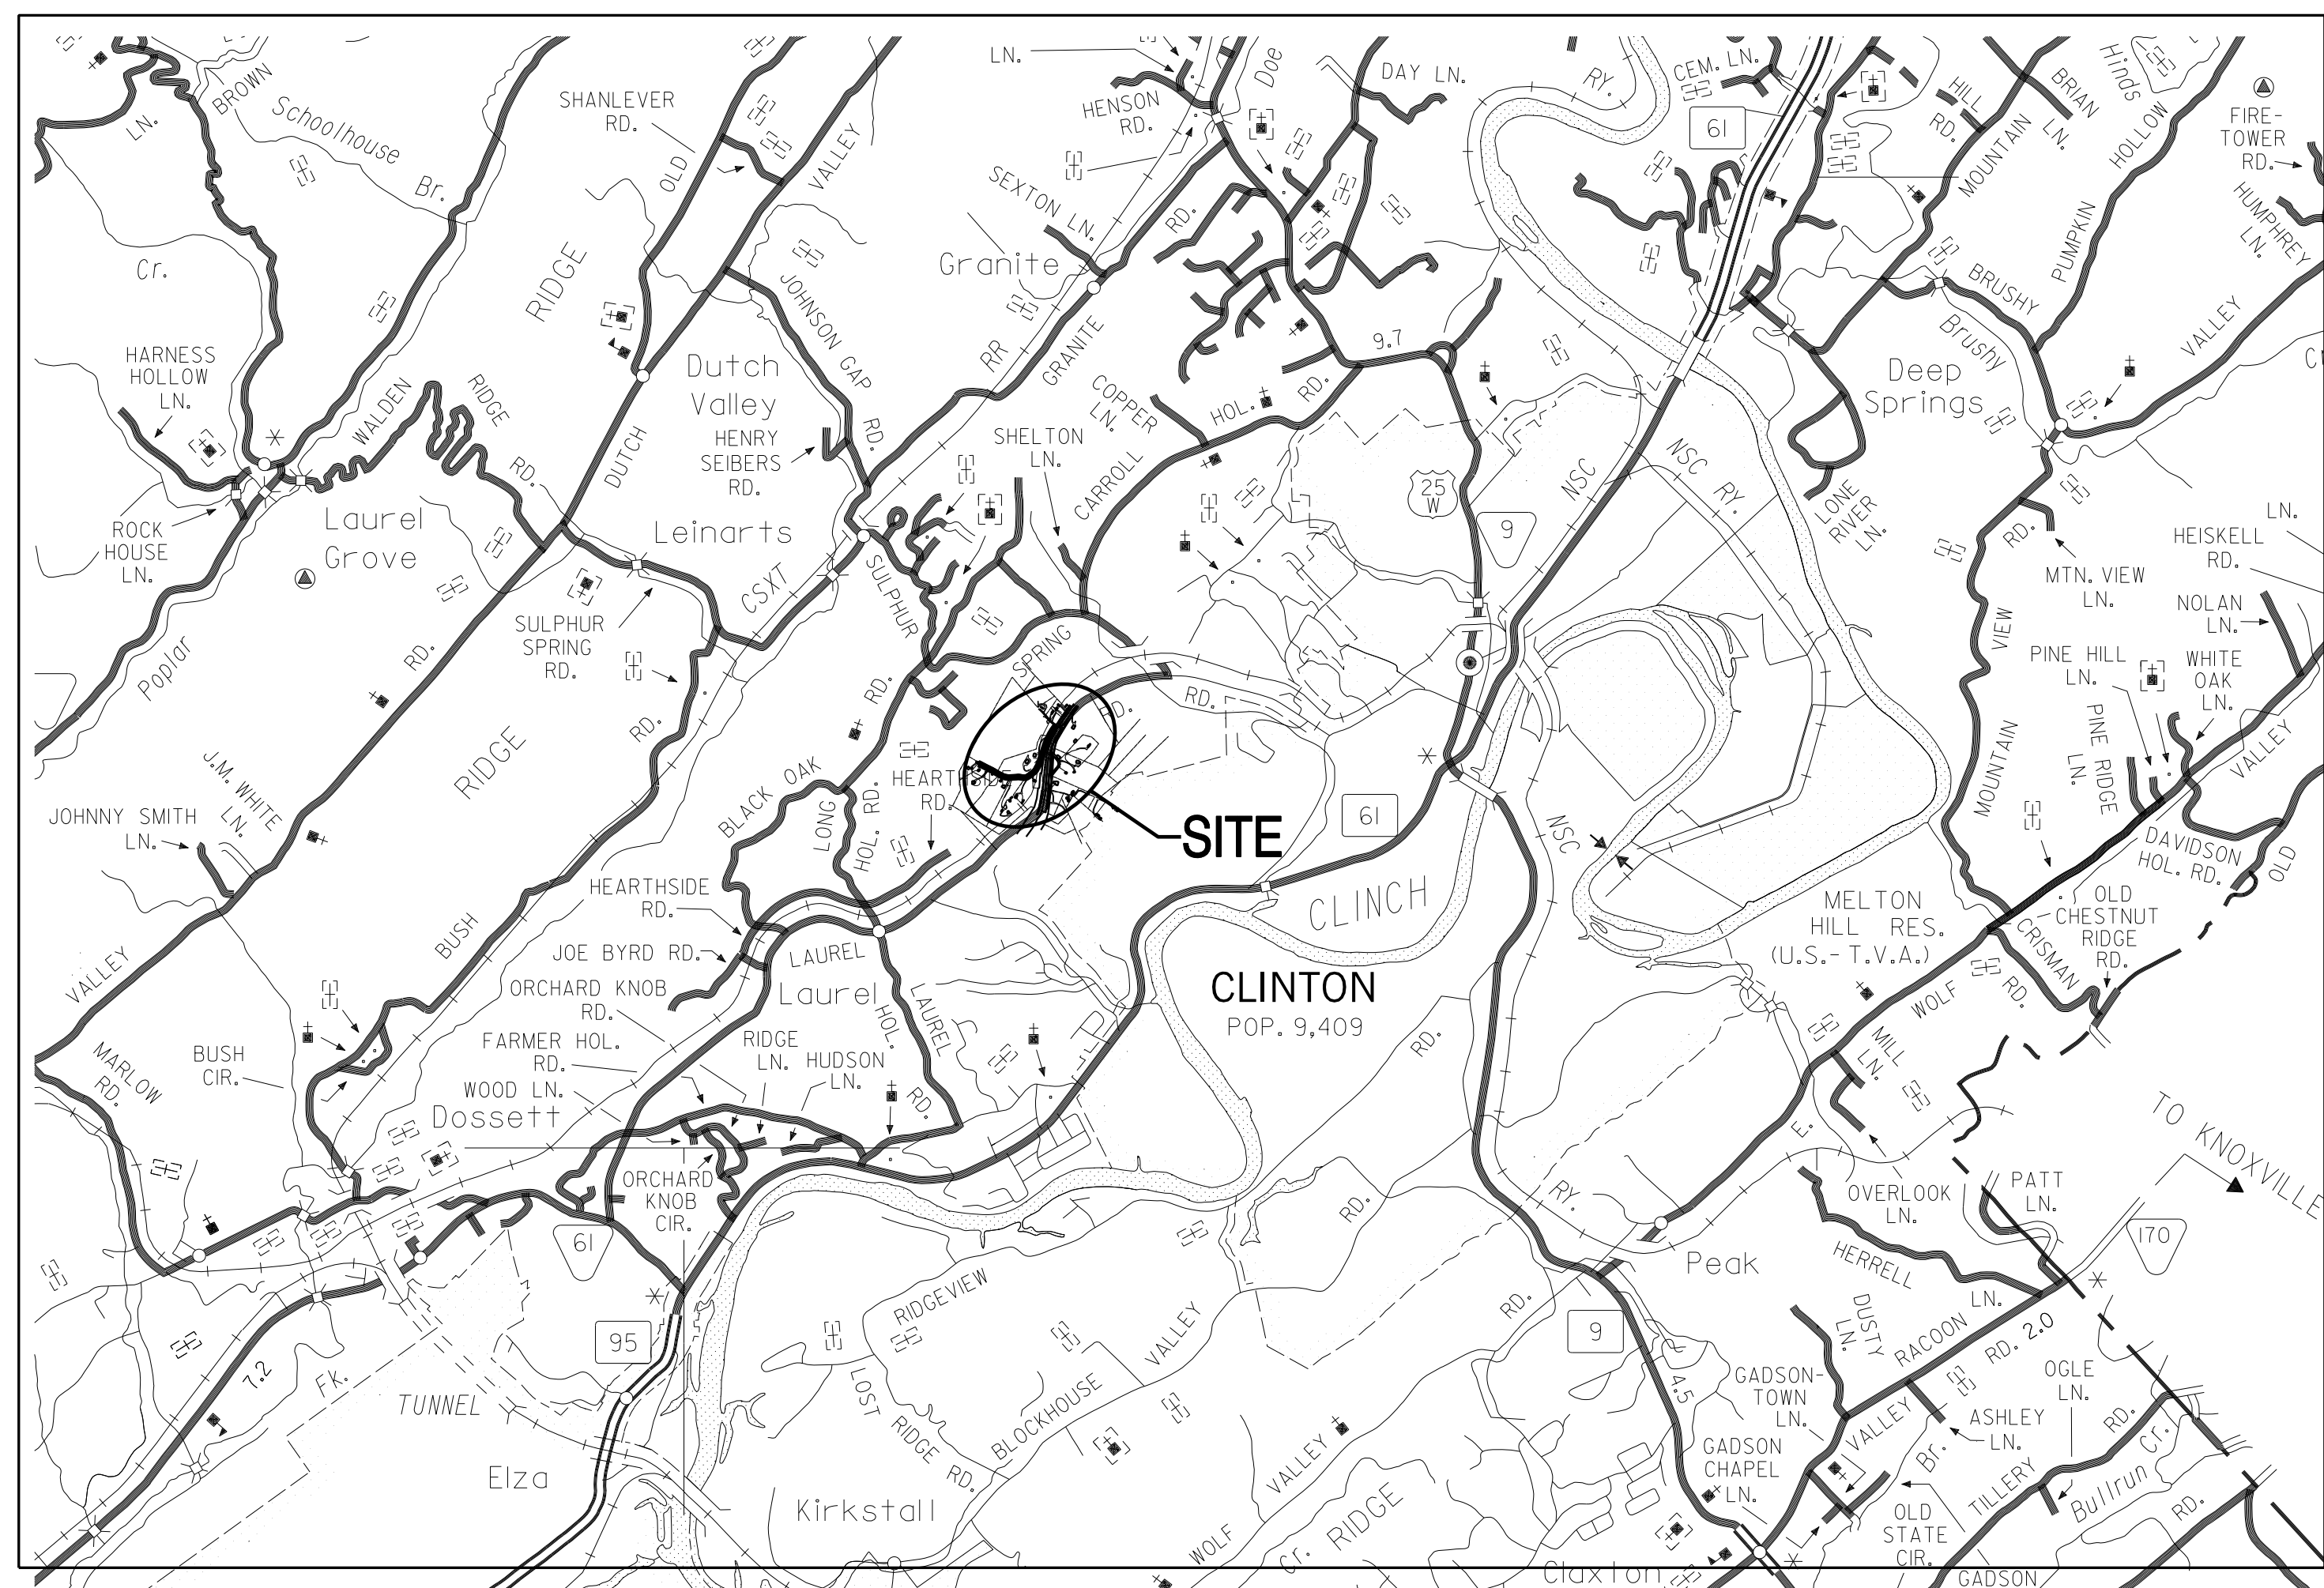 LN.
Doe
DAY LN.
RY.
CEM. LN.
HILL
RD.
BRIAN
LN.
Hinds
BROWN
LN.
Schoolhouse
Br.
SHANLEVER
RD.
OLD
VALLEY
HENSON
RD.
61
MOUNTAIN
HOLLOW
PUMPKIN
FIRE-
TOWER
RD.
HUMPHREY
LN.
SEXTON LN.
RD.
Cr.
RIDGE
Granite
JOHNSON GAP
RD.
BRUSHY
Brushy
VALLEY
HARNESS
HOLLOW
LN.
WALDEN
RIDGE
RD.
Dutch
Valley
RR
GRANITE
9.7
Deep
Springs
COPPER
LN.
HOL.
RD.
HENRY
SEIBERS
RD.
SHELTON
LN.
CARROLL
DUTCH
25
W
NSC
NSC RY.
LONE
RIVER
LN.
ROCK
HOUSE
LN.
Laurel
Grove
Leinarts
9
RD.
LN.
HEISKELL
RD.
CSXT
SULPHUR
MTN. VIEW
LN.
NOLAN
LN.
SULPHUR
SPRING
RD.
SPRING
RD.
VIEW
PINE HILL
LN.
WHITE
OAK
LN.
Poplar
RD.
RD.
RD.
RIDGE
J.M. WHITE
LN.
BLACK OAK
LONG
HOL. RD.
HEARTHSIDE
RD.
SITE
61
NSC
MOUNTAIN
PINE RIDGE
LN.
VALLEY
JOHNNY SMITH
LN.
DAVIDSON
HOL. RD.
OLD
HEARTHSIDE
RD.
CLINCH
MELTON
HILL RES.
(U.S.- T.V.A.)
OLD
CHESTNUT
RIDGE
RD.
CRISMAN
RD.
BUSH
VALLEY
JOE BYRD RD.
LAUREL
Laurel
HOL.
LAUREL
RD.
ORCHARD KNOB
RD.
CLINTON
POP. 9,409
RD.
WOLF
MARLOW
RD.
BUSH
CIR.
FARMER HOL.
RD.
RIDGE
LN.
HUDSON
LN.
WOOD LN.
MILL
LN.
Dossett
TO KNOXVILLE
E.
ORCHARD
KNOB
CIR.
61
RD.
RY.
OVERLOOK
LN.
PATT
LN.
170
Peak
HERRELL
LN.
RIDGEVIEW
VALLEY
RD.
95
9
DUSTY
LN.
RACOON
RD. 2.0
7.2
Fk.
TUNNEL
LOST
RIDGE
RD.
BLOCKHOUSE
4.5
GADSON-
TOWN
LN.
OGLE
LN.
VALLEY
ASHLEY
LN.
RD.
Elza
VALLEY
GADSON
CHAPEL
LN.
Br.
TILLERY
Cr.
Bullrun
Kirkstall
WOLF
Cr.
RIDGE
OLD
STATE
CIR.
RD.
Claxton
GADSON